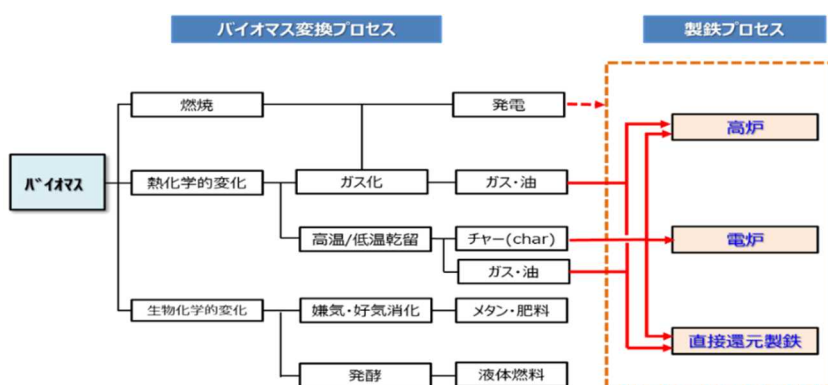 バイオマス変換プロセス
製鉄プロセス
燃焼
発電
高炉
バイオマス
熱化学的変化
ガス化
ガス・油
高温/低温乾留
チャー(char)
電炉
ガス・油
生物化学的変化
嫌気・好気消化
メタン・肥料
直接還元製鉄
発酵
液体燃料